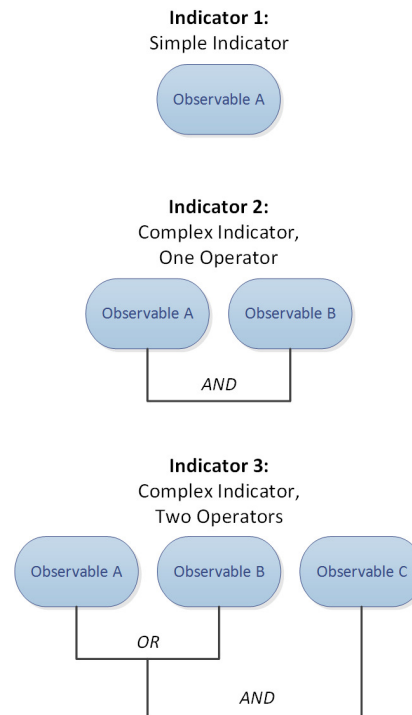 Indicator 1:
Simple Indicator
Observable A
Indicator 2:
Complex Indicator,
One Operator
Observable A
Observable B
AND
Indicator 3:
Complex Indicator,
Two Operators
Observable A
Observable B
Observable C
OR
AND